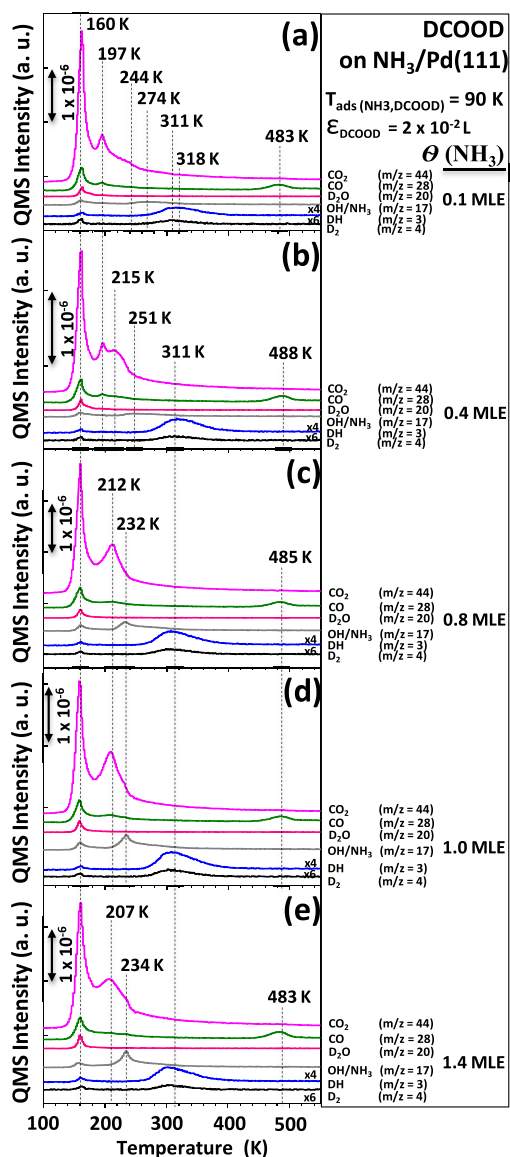 (a)
DCOOD
on NH₃/Pd(111)
T_ads (NH3,DCOOD) = 90 K
Ɛ_DCOOD = 2 x 10⁻² L
Θ (NH₃)
160 K
197 K
244 K
274 K
311 K
318 K
483 K
1 x 10⁻⁶
QMS Intensity (a. u.)
CO₂ (m/z = 44)
CO (m/z = 28)
D₂O (m/z = 20)
OH/NH₃ (m/z = 17)
x4 DH (m/z = 3)
x6 D₂ (m/z = 4)
0.1 MLE
(b)
215 K
251 K
311 K
488 K
1 x 10⁻⁶
QMS Intensity (a. u.)
CO₂ (m/z = 44)
CO (m/z = 28)
D₂O (m/z = 20)
OH/NH₃ (m/z = 17)
x4 DH (m/z = 3)
x6 D₂ (m/z = 4)
0.4 MLE
(c)
212 K
232 K
485 K
1 x 10⁻⁶
QMS Intensity (a. u.)
CO₂ (m/z = 44)
CO (m/z = 28)
D₂O (m/z = 20)
OH/NH₃ (m/z = 17)
x4 DH (m/z = 3)
x6 D₂ (m/z = 4)
0.8 MLE
(d)
1 x 10⁻⁶
QMS Intensity (a. u.)
CO₂ (m/z = 44)
CO (m/z = 28)
D₂O (m/z = 20)
OH/NH₃ (m/z = 17)
x4 DH (m/z = 3)
x6 D₂ (m/z = 4)
1.0 MLE
(e)
207 K
234 K
483 K
1 x 10⁻⁶
QMS Intensity (a. u.)
CO₂ (m/z = 44)
CO (m/z = 28)
D₂O (m/z = 20)
OH/NH₃ (m/z = 17)
x4 DH (m/z = 3)
x6 D₂ (m/z = 4)
1.4 MLE
100 200 300 400 500
Temperature (K)